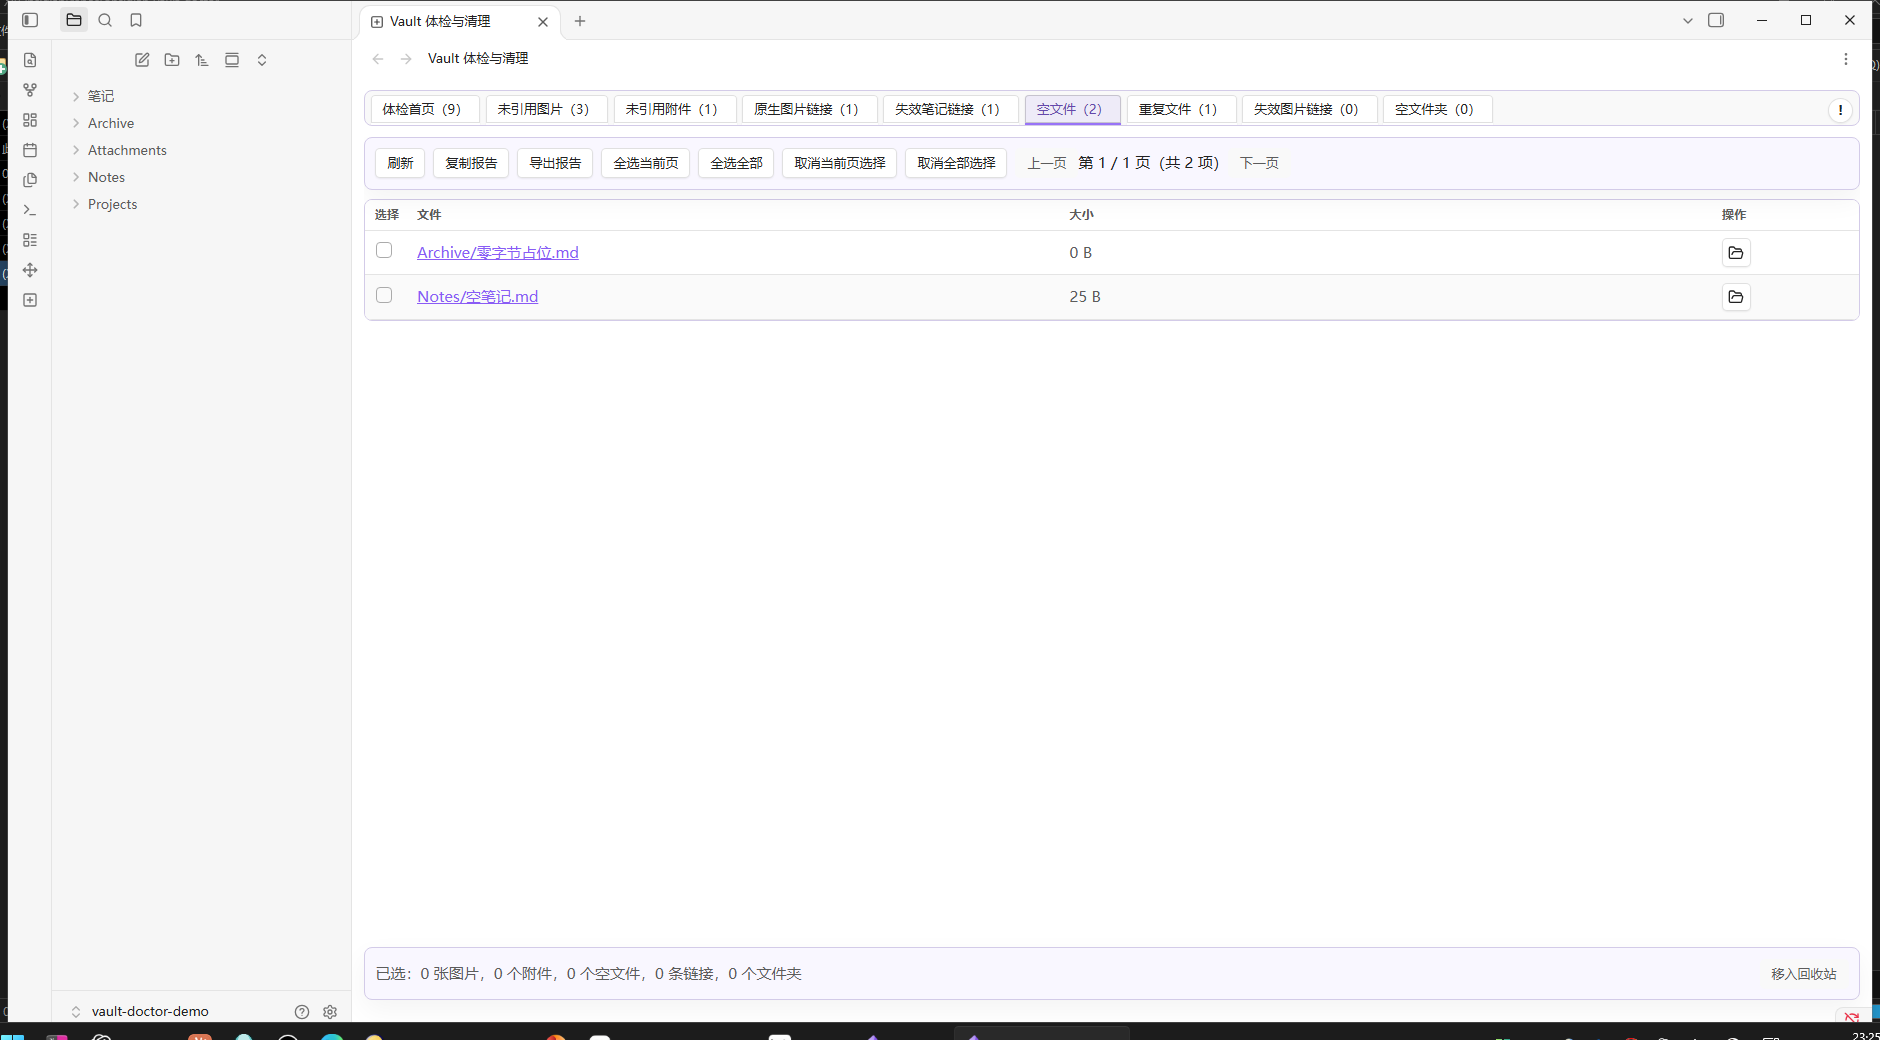 Vault 体检与清理
Vault 体检与清理
笔记
Archive
Attachments
Notes
Projects
体检首页（9） 未引用图片（3） 未引用附件（1） 原生图片链接（1） 失效笔记链接（1） 空文件（2） 重复文件（1） 失效图片链接（0） 空文件夹（0） !
刷新 复制报告 导出报告 全选当前页 全选全部 取消当前页选择 取消全部选择 上一页 第 1 / 1 页（共 2 项） 下一页
选择 文件 大小 操作
Archive/零字节占位.md 0 B
Notes/空笔记.md 25 B
已选：0 张图片，0 个附件，0 个空文件，0 条链接，0 个文件夹 移入回收站
vault-doctor-demo
23:25